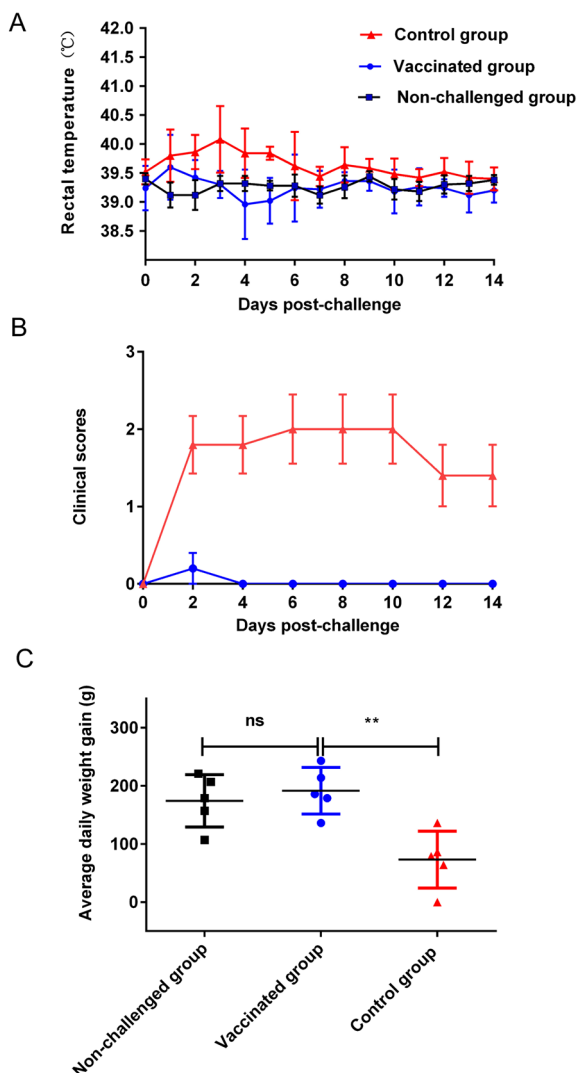 A
Rectal temperature (℃)
42.0
41.5
41.0
40.5
40.0
39.5
39.0
38.5
0 2 4 6 8 10 12 14
Days post-challenge
Control group
Vaccinated group
Non-challenged group
B
Clinical scores
3
2
1
0
0 2 4 6 8 10 12 14
Days post-challenge
C
Average daily weight gain (g)
300
200
100
0
ns
**
Non-challenged group
Vaccinated group
Control group